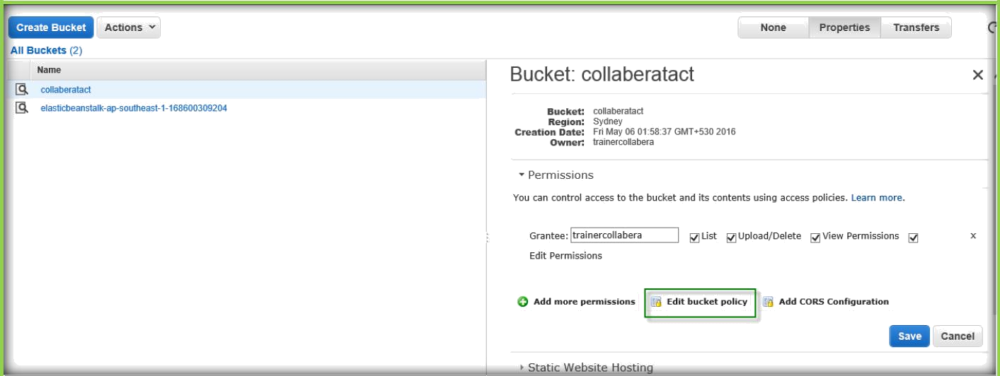 Create Bucket Actions None Properties Transfers
All Buckets (2)
Name
collaberatact
elasticbeanstalk-ap-southeast-1-168600309204
Bucket: collaberatact ×
Bucket: collaberatact
Region: Sydney
Creation Date: Fri May 06 01:58:37 GMT+530 2016
Owner: trainercollabera
Permissions
You can control access to the bucket and its contents using access policies. Learn more.
Grantee: trainercollabera List Upload/Delete View Permissions x
Edit Permissions
Add more permissions Edit bucket policy Add CORS Configuration
Save Cancel
Static Website Hosting